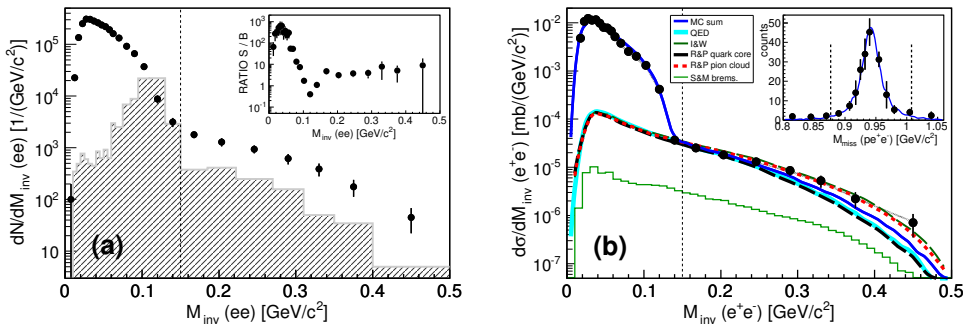 dN/dM_inv (ee) [1/(GeV/c²)]
10⁵
10⁴
10³
10²
10
0
0.1
0.2
0.3
0.4
0.5
M_inv (ee) [GeV/c²]
(a)
RATIO S / B
10³
10²
10
1
10⁻¹
0
0.1
0.2
0.3
0.4
0.5
M_inv (ee) [GeV/c²]
dσ/dM_inv (e⁺e⁻) [mb/(GeV/c²)]
10⁻²
10⁻³
10⁻⁴
10⁻⁵
10⁻⁶
10⁻⁷
0
0.1
0.2
0.3
0.4
0.5
M_inv (e⁺e⁻) [GeV/c²]
(b)
MC sum
QED
I&W
R&P quark core
R&P pion cloud
S&M brems.
counts
50
40
30
20
10
0
0.8
0.85
0.9
0.95
1
1.05
M_miss (pe⁺e⁻) [GeV/c²]